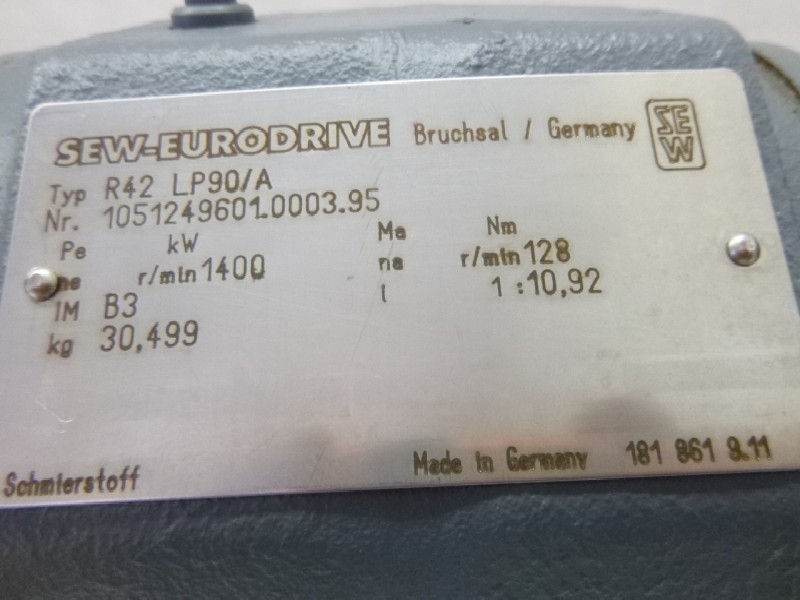 SEW-EURODRIVE Bruchsal / Germany SEW
Typ R42 LP90/A
Nr. 1051249601.0003.95
Pe kW Ma Nm
ne r/min 1400 na r/min 128
IM B3 i 1 :10,92
kg 30,499
Schmierstoff Made in Germany 181 861 9.11